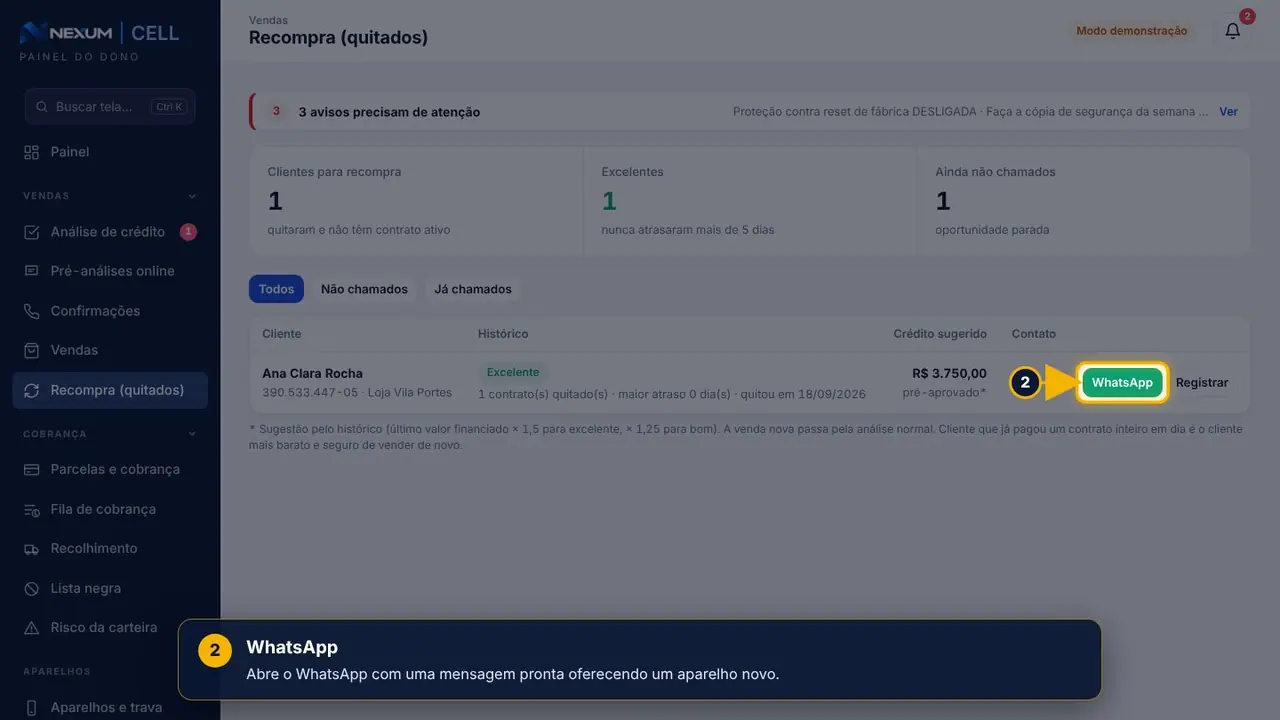 NEXUM | CELL
PAINEL DO DONO
Buscar tela... Ctrl K
Painel
VENDAS
Análise de crédito 1
Pré-análises online
Confirmações
Vendas
Recompra (quitados)
COBRANÇA
Parcelas e cobrança
Fila de cobrança
Recolhimento
Lista negra
Risco da carteira
APARELHOS
Aparelhos e trava
Vendas
Recompra (quitados)
Modo demonstração
2
3 3 avisos precisam de atenção Proteção contra reset de fábrica DESLIGADA · Faça a cópia de segurança da semana ... Ver
Clientes para recompra
1
quitaram e não têm contrato ativo
Excelentes
1
nunca atrasaram mais de 5 dias
Ainda não chamados
1
oportunidade parada
Todos Não chamados Já chamados
Cliente Histórico Crédito sugerido Contato
Ana Clara Rocha Excelente R$ 3.750,00 2 WhatsApp Registrar
390.533.447-05 · Loja Vila Portes 1 contrato(s) quitado(s) · maior atraso 0 dia(s) · quitou em 18/09/2026 pré-aprovado*
* Sugestão pelo histórico (último valor financiado × 1,5 para excelente, × 1,25 para bom). A venda nova passa pela análise normal. Cliente que já pagou um contrato inteiro em dia é o cliente
mais barato e seguro de vender de novo.
2 WhatsApp
Abre o WhatsApp com uma mensagem pronta oferecendo um aparelho novo.